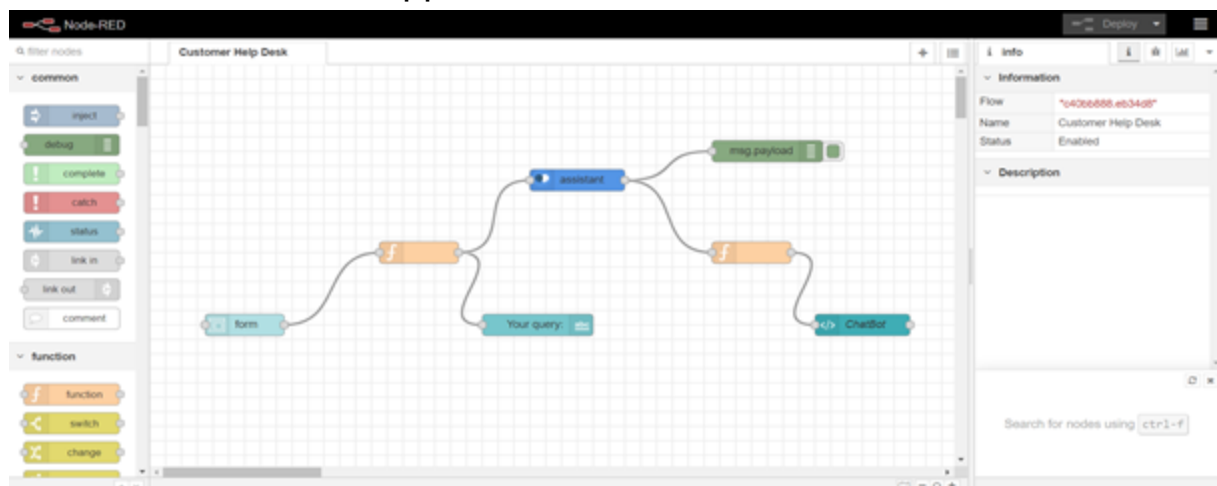 Node-RED
Deploy
filter nodes
Customer Help Desk
i info
common
Information
Flow "c40bb888.eb34d8"
Name Customer Help Desk
Status Enabled
Description
inject
debug
complete
catch
status
link in
link out
comment
function
function
switch
change
msg.payload
assistant
form
Your query: abc
ChatBot
Search for nodes using ctrl-f